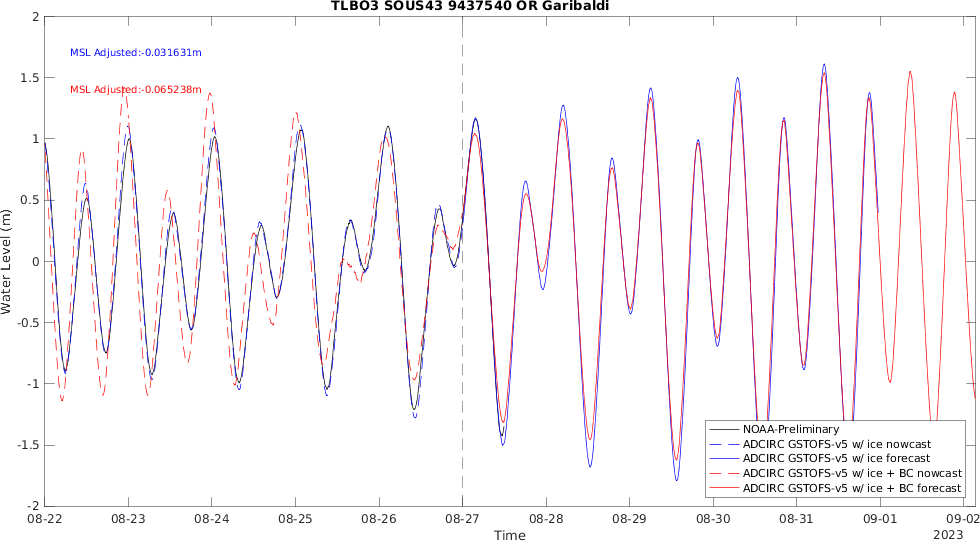 TLBO3 SOUS43 9437540 OR Garibaldi
2
MSL Adjusted:-0.031631m
1.5
MSL Adjusted:-0.065238m
1
0.5
0
Water Level (m)
-0.5
-1
-1.5
-2
NOAA-Preliminary
ADCIRC GSTOFS-v5 w/ ice nowcast
ADCIRC GSTOFS-v5 w/ ice forecast
ADCIRC GSTOFS-v5 w/ ice + BC nowcast
ADCIRC GSTOFS-v5 w/ ice + BC forecast
08-22 08-23 08-24 08-25 08-26 08-27 08-28 08-29 08-30 08-31 09-01 09-02
Time 2023